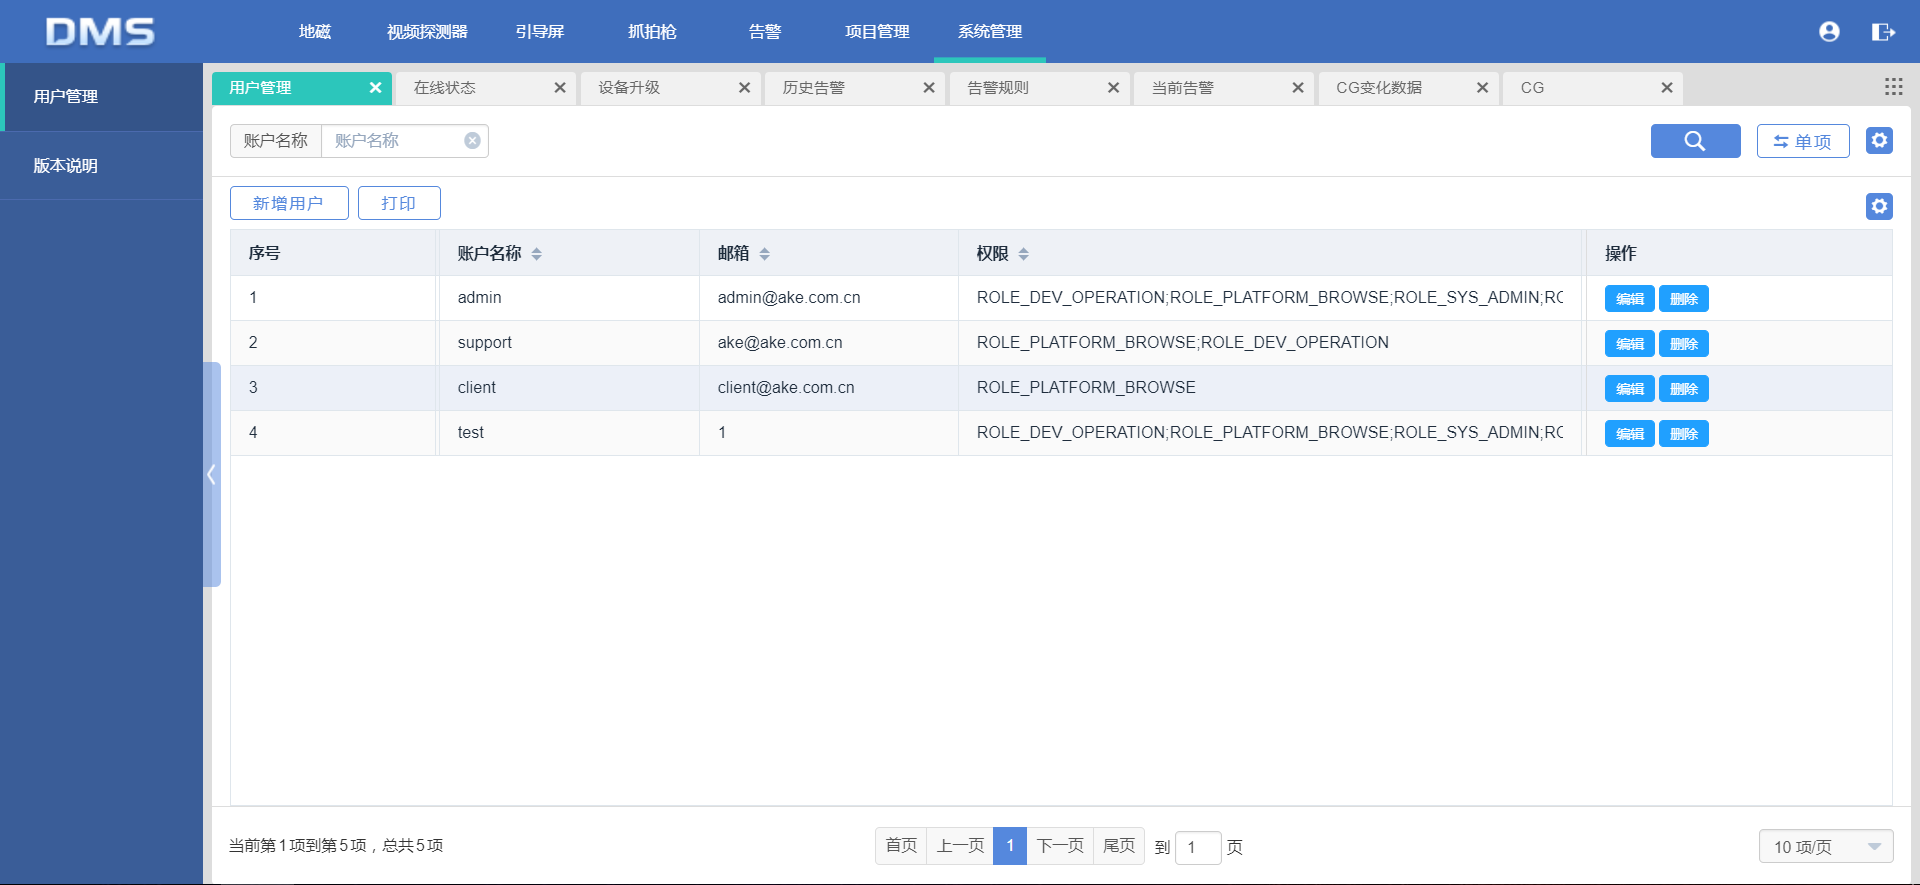 DMS 地磁 视频探测器 引导屏 抓拍枪 告警 项目管理 系统管理
用户管理
版本说明
用户管理 在线状态 设备升级 历史告警 告警规则 当前告警 CG变化数据 CG
账户名称 账户名称 单项
新增用户 打印
序号 账户名称 邮箱 权限 操作
1 admin admin@ake.com.cn ROLE_DEV_OPERATION;ROLE_PLATFORM_BROWSE;ROLE_SYS_ADMIN;RO 编辑 删除
2 support ake@ake.com.cn ROLE_PLATFORM_BROWSE;ROLE_DEV_OPERATION 编辑 删除
3 client client@ake.com.cn ROLE_PLATFORM_BROWSE 编辑 删除
4 test 1 ROLE_DEV_OPERATION;ROLE_PLATFORM_BROWSE;ROLE_SYS_ADMIN;RO 编辑 删除
当前第1项到第5项，总共5项 首页 上一页 1 下一页 尾页 到 1 页 10 项/页